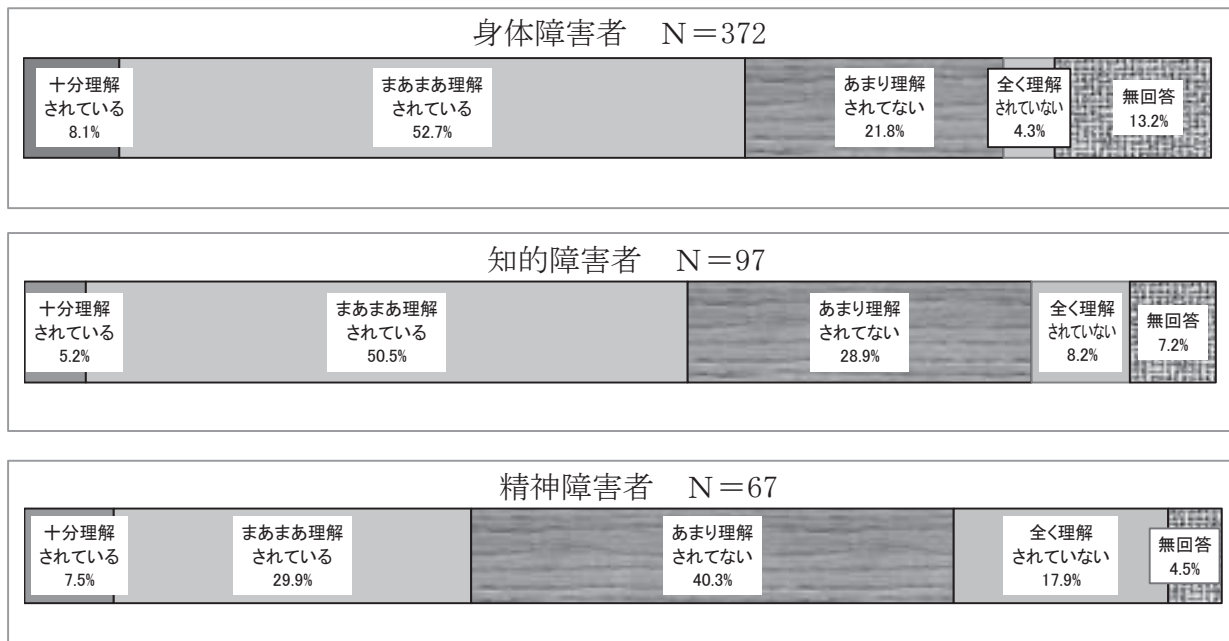 身体障害者　N＝372
十分理解
されている
8.1%
まあまあ理解
されている
52.7%
あまり理解
されてない
21.8%
全く理解
されていない
4.3%
無回答
13.2%
知的障害者　N＝97
十分理解
されている
5.2%
まあまあ理解
されている
50.5%
あまり理解
されてない
28.9%
全く理解
されていない
8.2%
無回答
7.2%
精神障害者　N＝67
十分理解
されている
7.5%
まあまあ理解
されている
29.9%
あまり理解
されてない
40.3%
全く理解
されていない
17.9%
無回答
4.5%